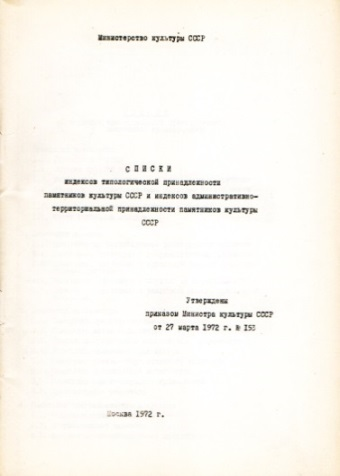 Министерство культуры СССР
СПИСКИ
индексов типологической принадлежности
памятников культуры СССР и индексов административно-
территориальной принадлежности памятников культуры
СССР
Утверждены
приказом Министра культуры СССР
от 27 марта 1972 г. № 153
Москва 1972 г.